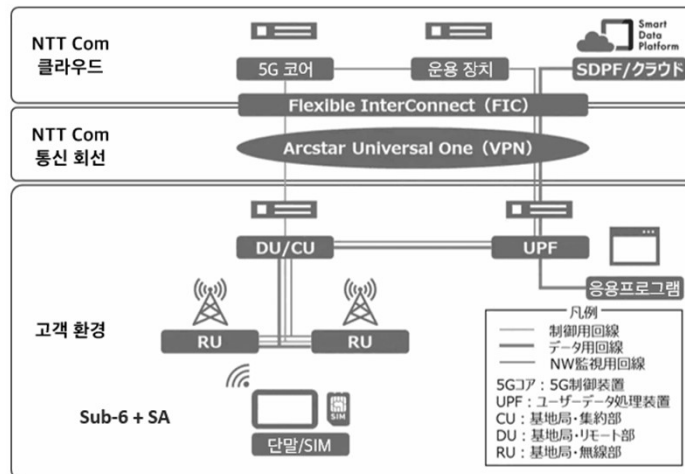 NTT Com
클라우드
5G 코어
운용 장치
Smart
Data
Platform
SDPF/クラウド
Flexible InterConnect（FIC）
NTT Com
통신 회선
Arcstar Universal One（VPN）
고객 환경
DU/CU
UPF
응용프로그램
RU
RU
Sub-6 + SA
SIM
단말/SIM
凡例
制御用回線
データ用回線
NW監視用回線
5Gコア：5G制御装置
UPF：ユーザーデータ処理装置
CU：基地局・集約部
DU：基地局・リモート部
RU：基地局・無線部